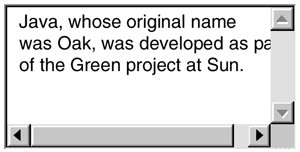 Java, whose original name
was Oak, was developed as pa
of the Green project at Sun.